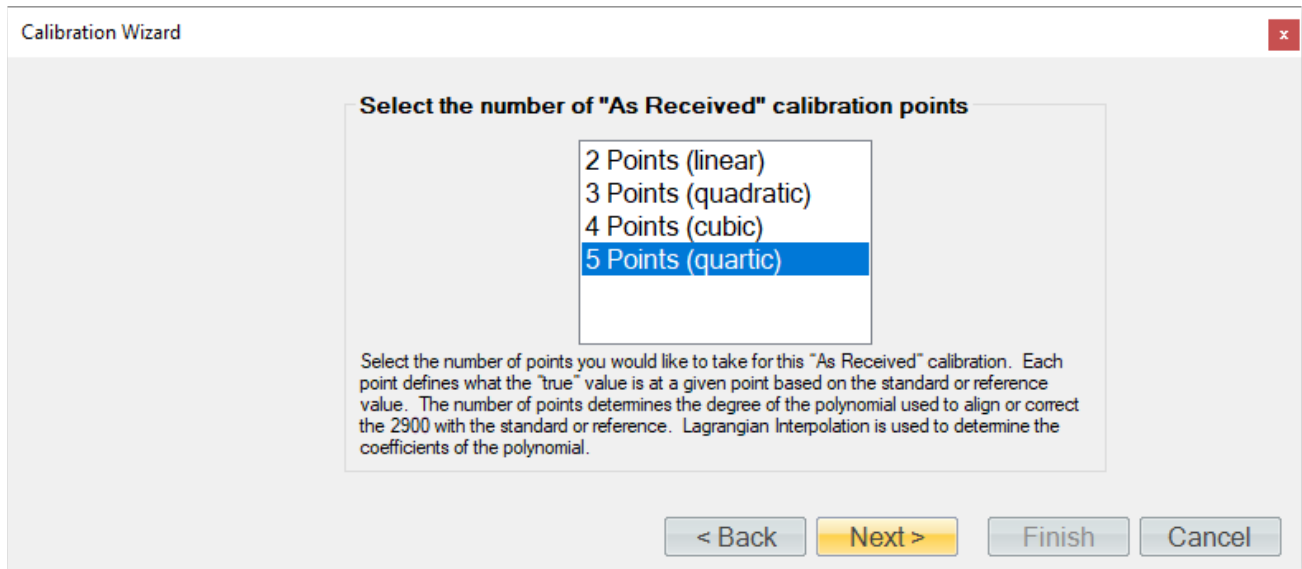 Calibration Wizard
x
Select the number of "As Received" calibration points
2 Points (linear)
3 Points (quadratic)
4 Points (cubic)
5 Points (quartic)
Select the number of points you would like to take for this "As Received" calibration.  Each
point defines what the "true" value is at a given point based on the standard or reference
value.  The number of points determines the degree of the polynomial used to align or correct
the 2900 with the standard or reference.  Lagrangian Interpolation is used to determine the
coefficients of the polynomial.
< Back
Next >
Finish
Cancel